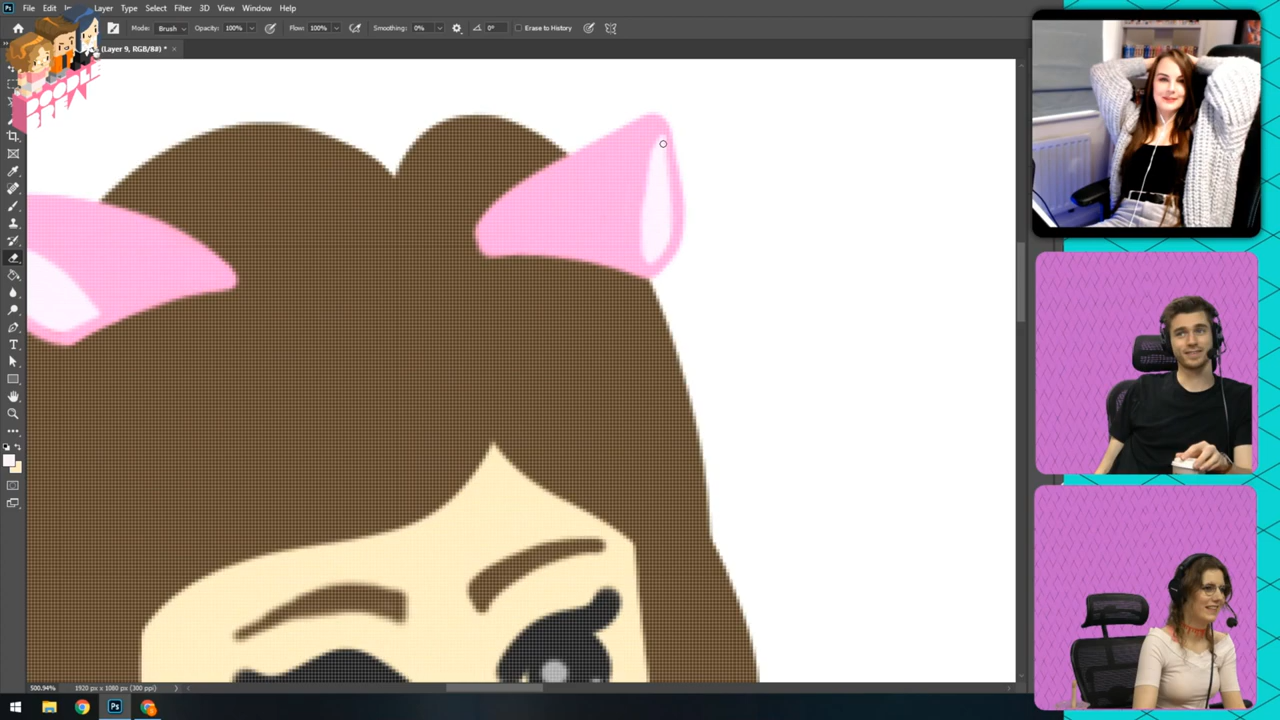 File Edit Layer Type Select Filter 3D View Window Help
Mode: Brush Opacity: 100% Flow: 100% Smoothing: 0% 0° Erase to History
(Layer 9, RGB/8#) * ×
500.94% 1920 px x 1080 px (300 ppi)
Ps